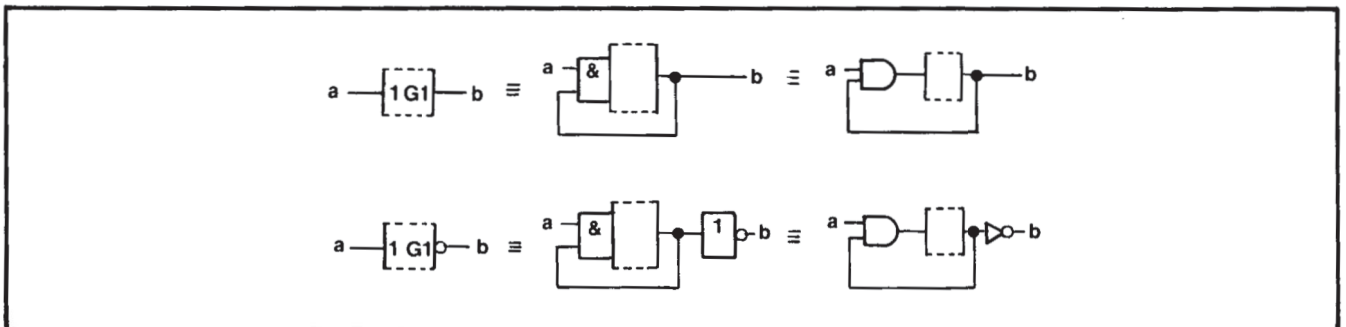 a 1 G1 b ≡ a & b ≡ a b
a 1 G1 b ≡ a & 1 b ≡ a b